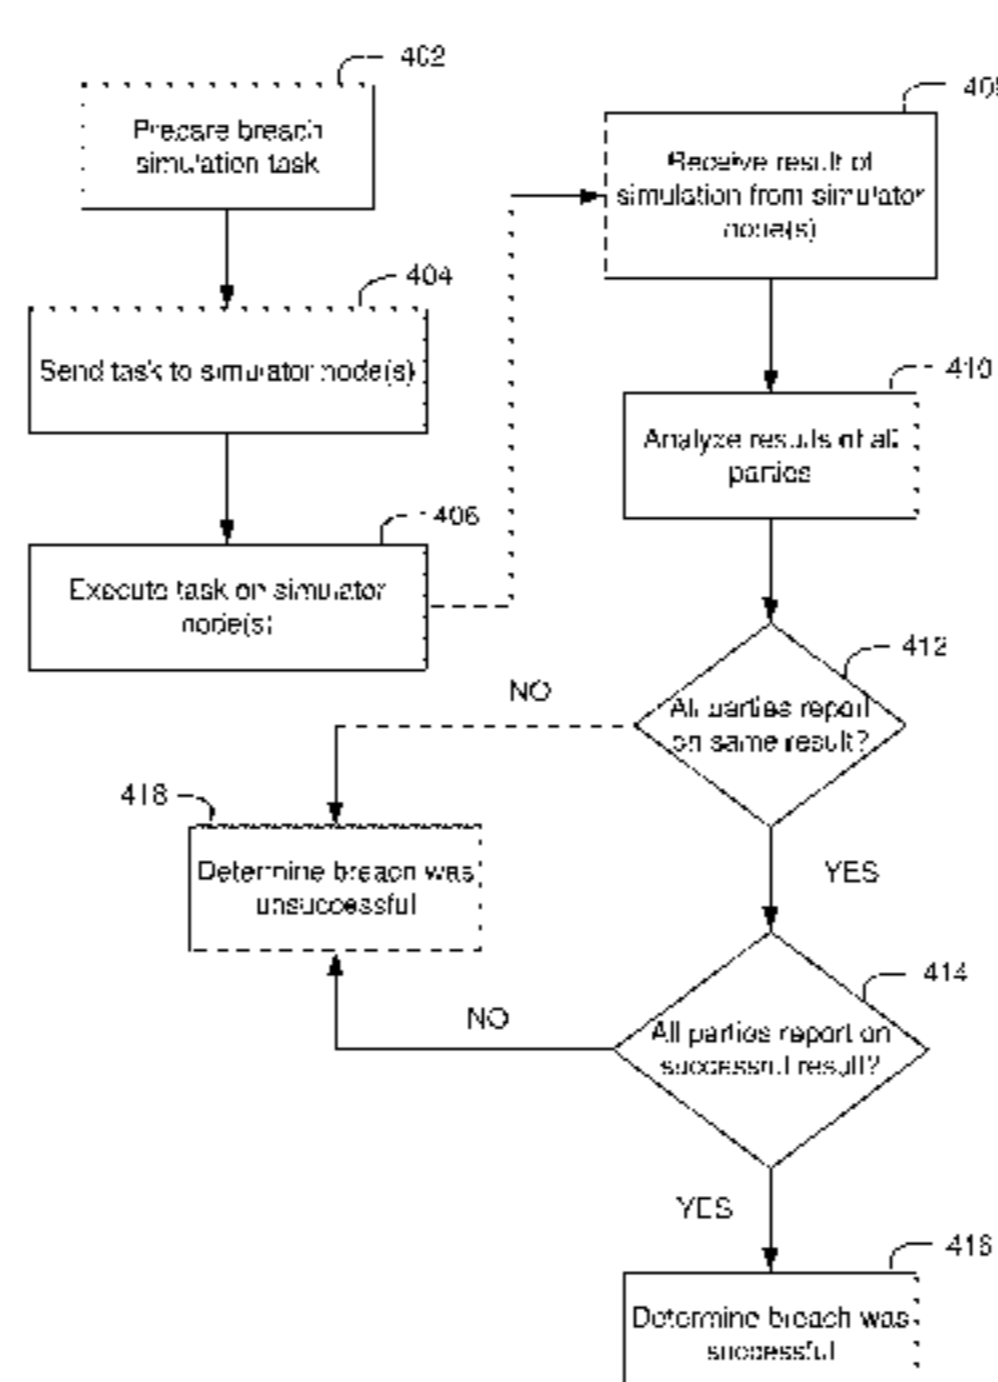 402
Prepare breach
simulation task
404
Send task to simulator node(s)
406
Execute task on simulator
node(s)
Receive result of
simulation from simulator
node(s)
410
Analyze results of all
parties
412
All parties report
on same result?
NO
YES
418
Determine breach was
unsuccessful
414
All parties report on
successful result?
NO
YES
416
Determine breach was
successful